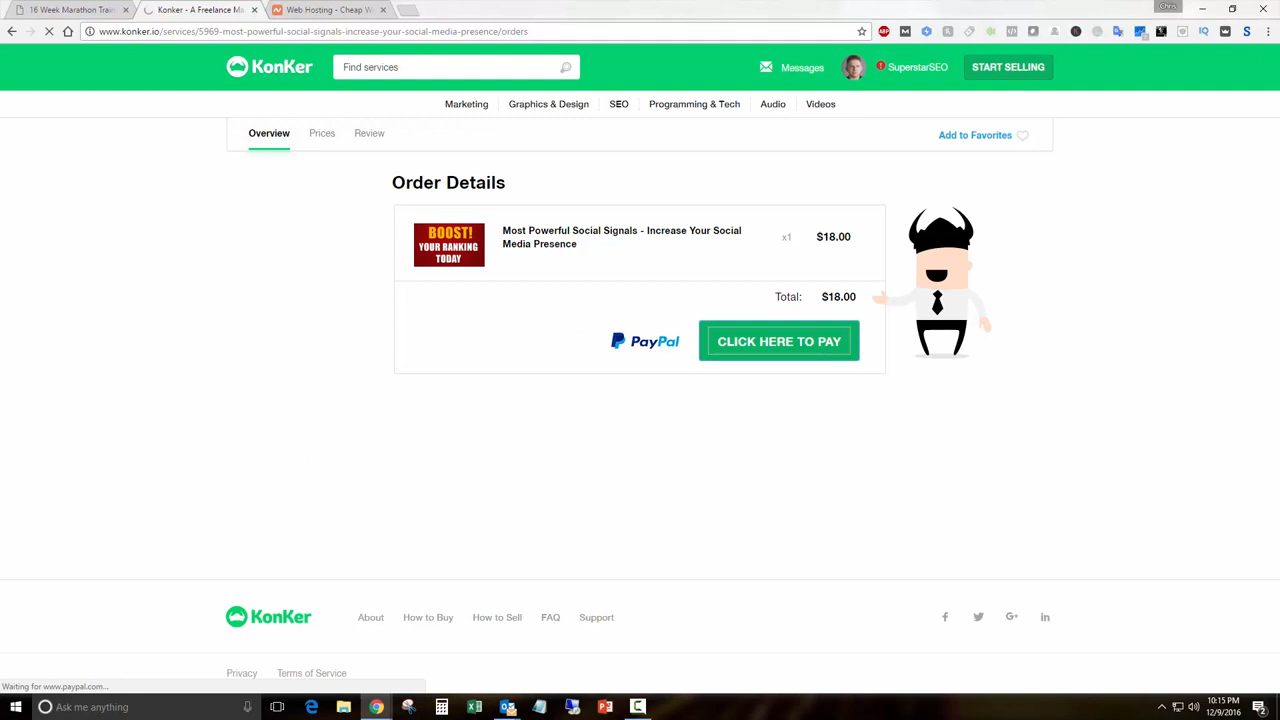 16 Week Marathon Train
Konker - A Freelance Ma
Web Hosting - Cheap W
Chris
www.konker.io/services/5969-most-powerful-social-signals-increase-your-social-media-presence/orders
KonKer
Find services
Messages
SuperstarSEO
START SELLING
Marketing
Graphics & Design
SEO
Programming & Tech
Audio
Videos
Overview
Prices
Review
Add to Favorites
Order Details
BOOST!
YOUR RANKING
TODAY
Most Powerful Social Signals - Increase Your Social
Media Presence
x1
$18.00
Total:
$18.00
PayPal
CLICK HERE TO PAY
KonKer
About
How to Buy
How to Sell
FAQ
Support
Privacy
Terms of Service
Waiting for www.paypal.com...
Ask me anything
10:15 PM
12/9/2016